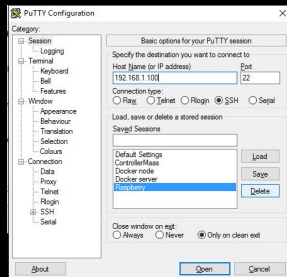 PuTTY Configuration
Category:
Session
Logging
Terminal
Keyboard
Bell
Features
Window
Appearance
Behaviour
Translation
Selection
Colours
Connection
Data
Proxy
Telnet
Rlogin
SSH
Serial
Basic options for your PuTTY session
Specify the destination you want to connect to
Host Name (or IP address) Port
192.168.1.100 22
Connection type:
Raw Telnet Rlogin SSH Serial
Load, save or delete a stored session
Saved Sessions
Default Settings
ControllerMaas
Docker node
Docker server
Raspberry
Load
Save
Delete
Close window on exit:
Always Never Only on clean exit
About Open Cancel